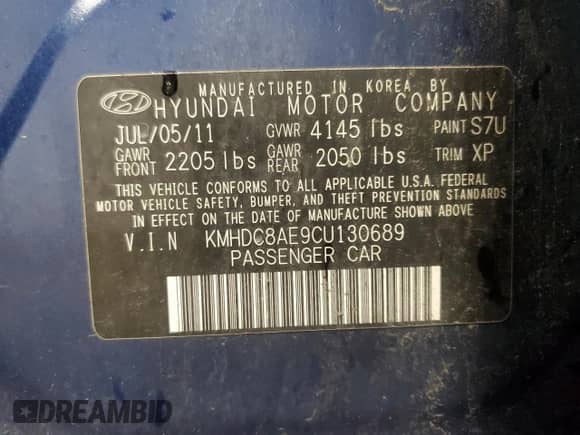 MANUFACTURED IN KOREA BY
HYUNDAI MOTOR COMPANY
JUL/05/11 GVWR 4145 lbs PAINT S7U
GAWR FRONT 2205 lbs GAWR REAR 2050 lbs TRIM XP
THIS VEHICLE CONFORMS TO ALL APPLICABLE U.S.A. FEDERAL
MOTOR VEHICLE SAFETY, BUMPER, AND THEFT PREVENTION STANDARDS
IN EFFECT ON THE DATE OF MANUFACTURE SHOWN ABOVE
V.I.N KMHDC8AE9CU130689
PASSENGER CAR
DREAMBID